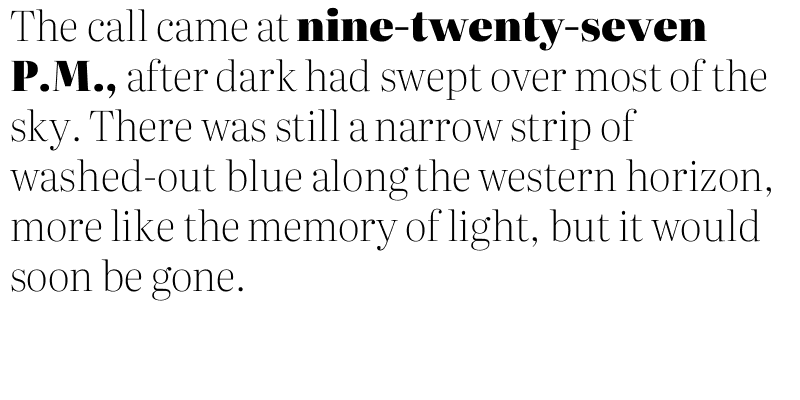 The call came at nine-twenty-seven
P.M., after dark had swept over most of the
sky. There was still a narrow strip of
washed-out blue along the western horizon,
more like the memory of light, but it would
soon be gone.